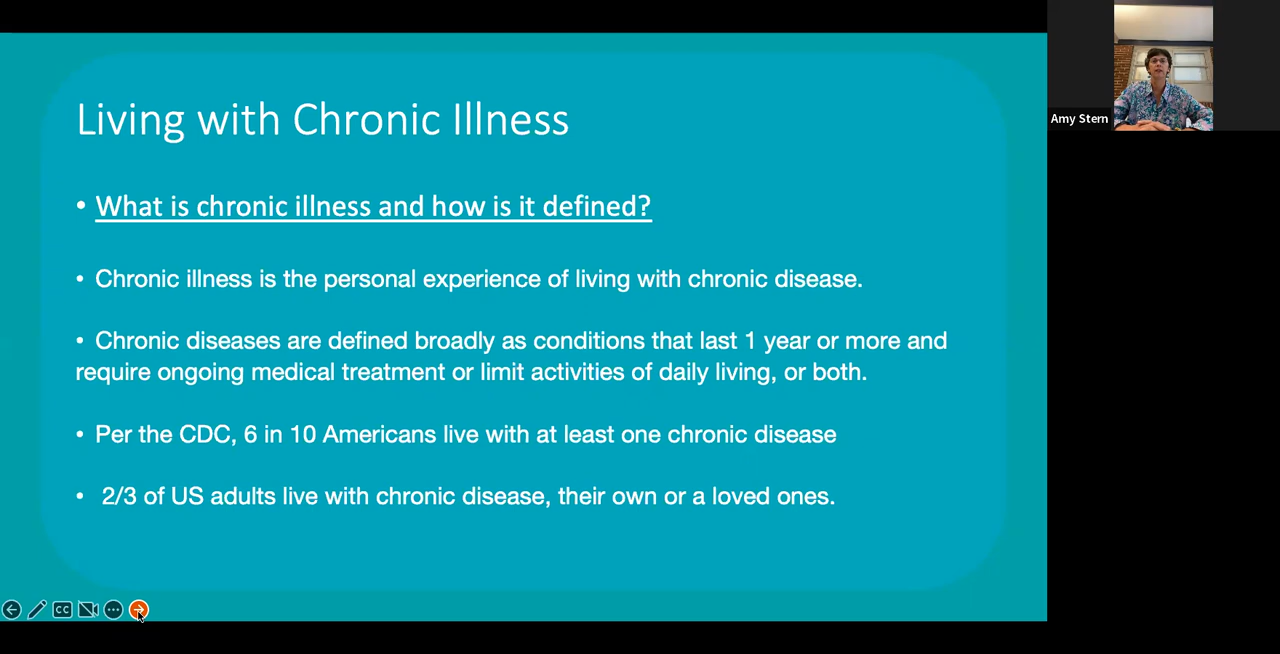 Living with Chronic Illness
• What is chronic illness and how is it defined?
• Chronic illness is the personal experience of living with chronic disease.
• Chronic diseases are defined broadly as conditions that last 1 year or more and
require ongoing medical treatment or limit activities of daily living, or both.
• Per the CDC, 6 in 10 Americans live with at least one chronic disease
• 2/3 of US adults live with chronic disease, their own or a loved ones.
CC
Amy Stern